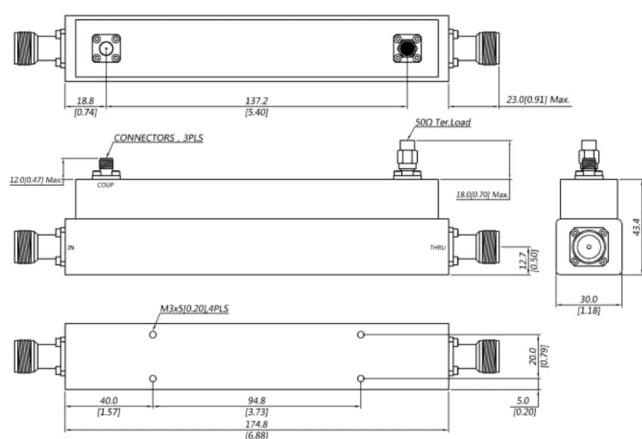 18.8
[0.74]
137.2
[5.40]
23.0[0.91] Max.
CONNECTORS , 3PLS
50Ω Ter.Load
12.0[0.47] Max.
COUP
18.0[0.70] Max.
IN
THRU
12.7
[0.50]
43.4
30.0
[1.18]
M3x5[0.20],4PLS
20.0
[0.79]
40.0
[1.57]
94.8
[3.73]
5.0
[0.20]
174.8
[6.88]